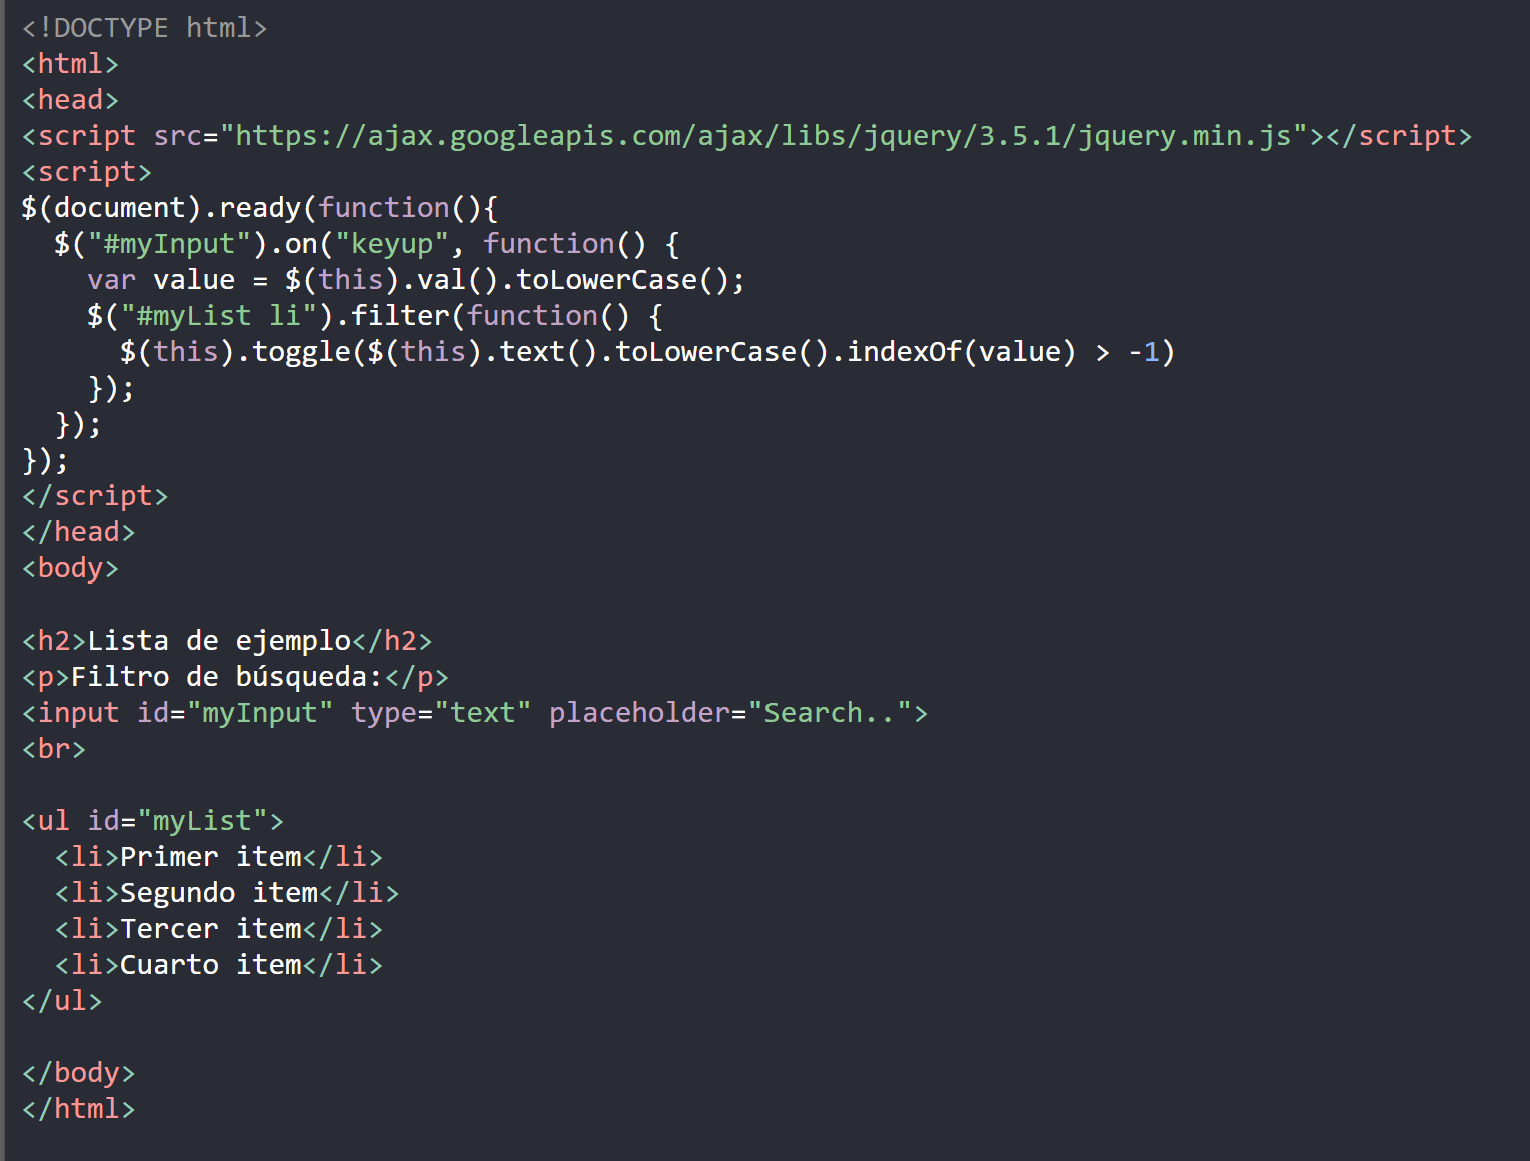 <!DOCTYPE html>
<html>
<head>
<script src="https://ajax.googleapis.com/ajax/libs/jquery/3.5.1/jquery.min.js"></script>
<script>
$(document).ready(function(){
  $("#myInput").on("keyup", function() {
    var value = $(this).val().toLowerCase();
    $("#myList li").filter(function() {
      $(this).toggle($(this).text().toLowerCase().indexOf(value) > -1)
    });
  });
});
</script>
</head>
<body>

<h2>Lista de ejemplo</h2>
<p>Filtro de búsqueda:</p>
<input id="myInput" type="text" placeholder="Search..">
<br>

<ul id="myList">
  <li>Primer item</li>
  <li>Segundo item</li>
  <li>Tercer item</li>
  <li>Cuarto item</li>
</ul>

</body>
</html>